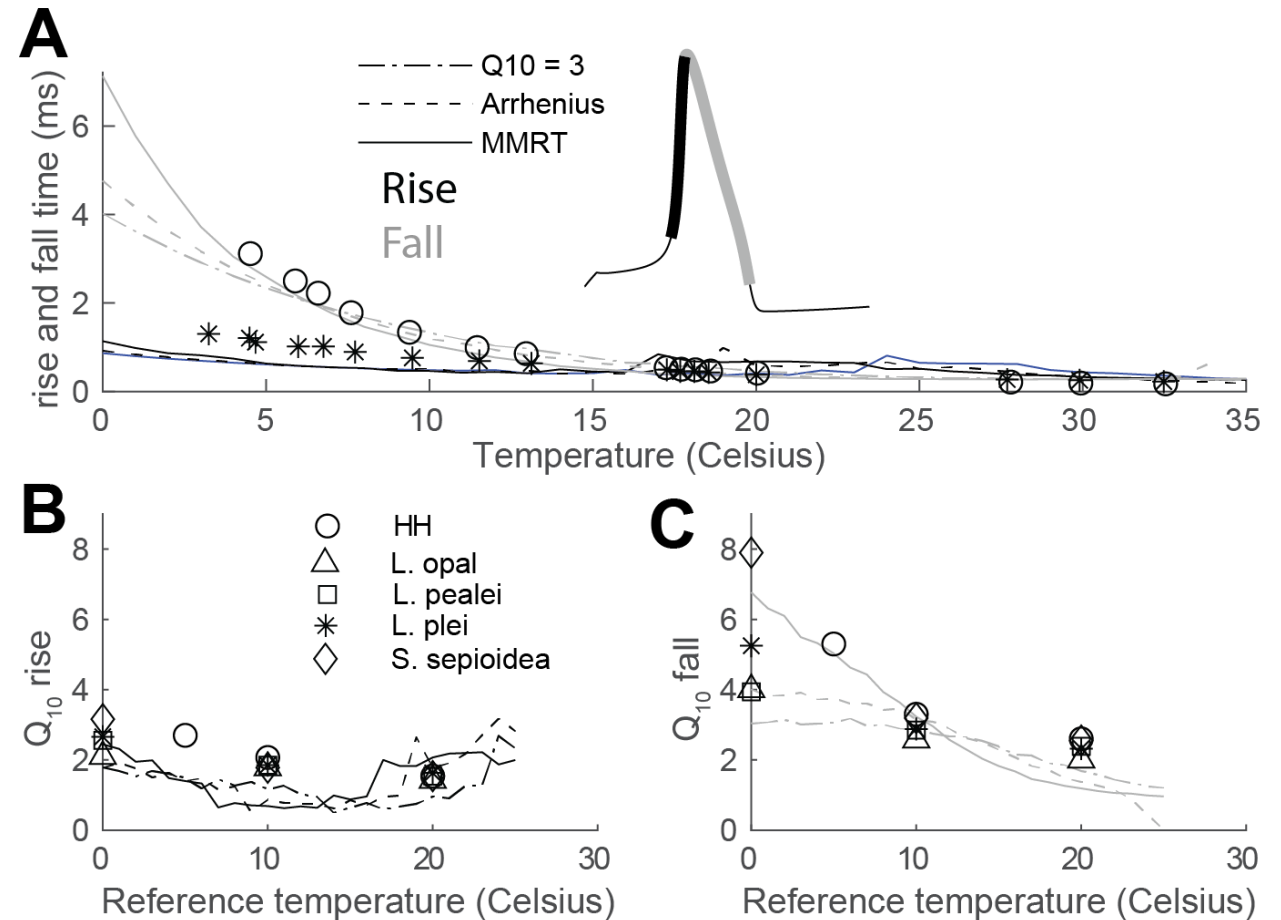 A
Q10 = 3
Arrhenius
MMRT
Rise
Fall
rise and fall time (ms)
6
4
2
0
0 5 10 15 20 25 30 35
Temperature (Celsius)
B
HH
L. opal
L. pealei
L. plei
S. sepioidea
Q10 rise
8
6
4
2
0
0 10 20 30
Reference temperature (Celsius)
C
Q10 fall
8
6
4
2
0
0 10 20 30
Reference temperature (Celsius)